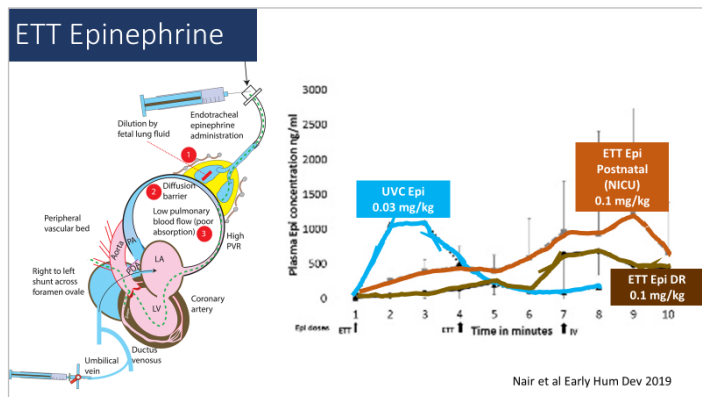 ETT Epinephrine
Dilution by
fetal lung fluid
Endotracheal
epinephrine
administration
1
2
Diffusion
barrier
Low pulmonary
blood flow (poor
absorption)
3
High
PVR
Peripheral
vascular bed
Aorta
PA
PDA
LA
LV
Right to left
shunt across
foramen ovale
Coronary
artery
Ductus
venosus
Umbilical
vein
Plasma Epi concentration ng/ml
3000
2500
2000
1500
1000
500
0
UVC Epi
0.03 mg/kg
ETT Epi
Postnatal
(NICU)
0.1 mg/kg
ETT Epi DR
0.1 mg/kg
1 2 3 4 5 6 7 8 9 10
Epi doses ETT ETT Time in minutes IV
Nair et al Early Hum Dev 2019